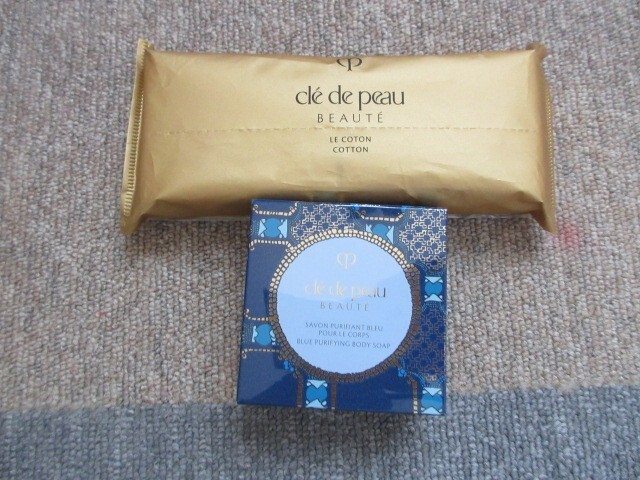 clé de peau
BEAUTÉ
LE COTON
COTTON
clé de peau
BEAUTÉ
SAVON PURIFIANT BLEU
POUR LE CORPS
BLUE PURIFYING BODY SOAP